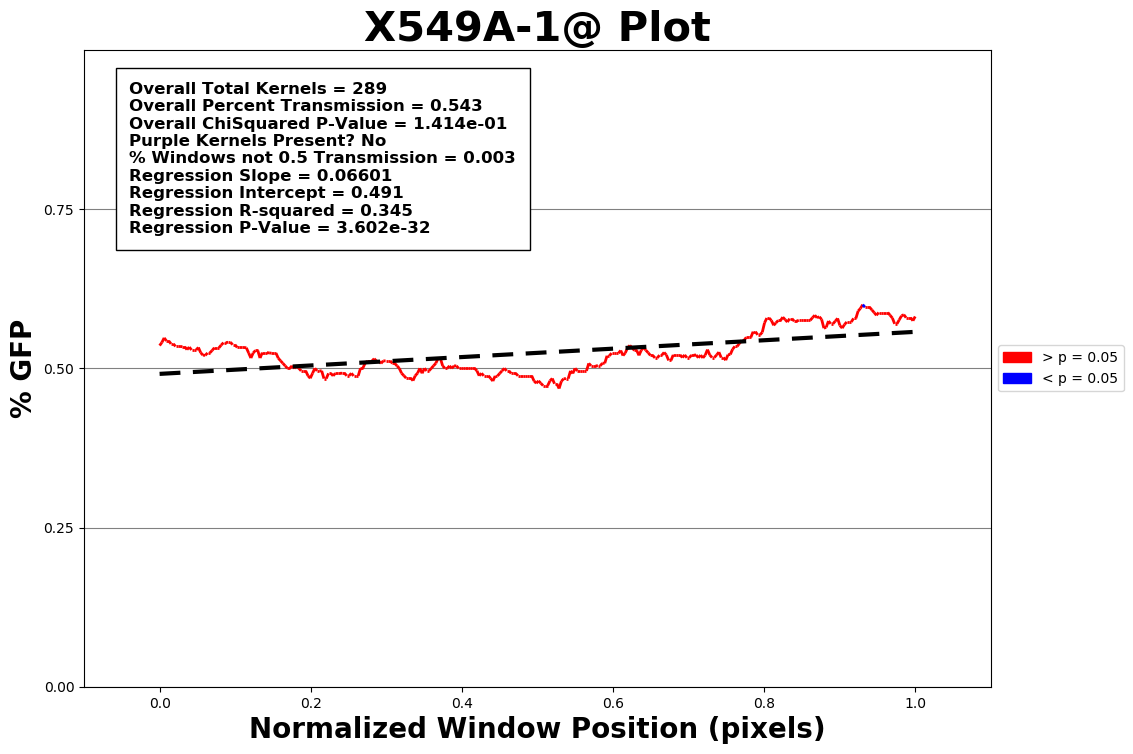 X549A-1@ Plot
Overall Total Kernels = 289
Overall Percent Transmission = 0.543
Overall ChiSquared P-Value = 1.414e-01
Purple Kernels Present? No
% Windows not 0.5 Transmission = 0.003
Regression Slope = 0.06601
Regression Intercept = 0.491
Regression R-squared = 0.345
Regression P-Value = 3.602e-32
0.75
0.50
0.25
0.00
% GFP
> p = 0.05
< p = 0.05
0.0 0.2 0.4 0.6 0.8 1.0
Normalized Window Position (pixels)